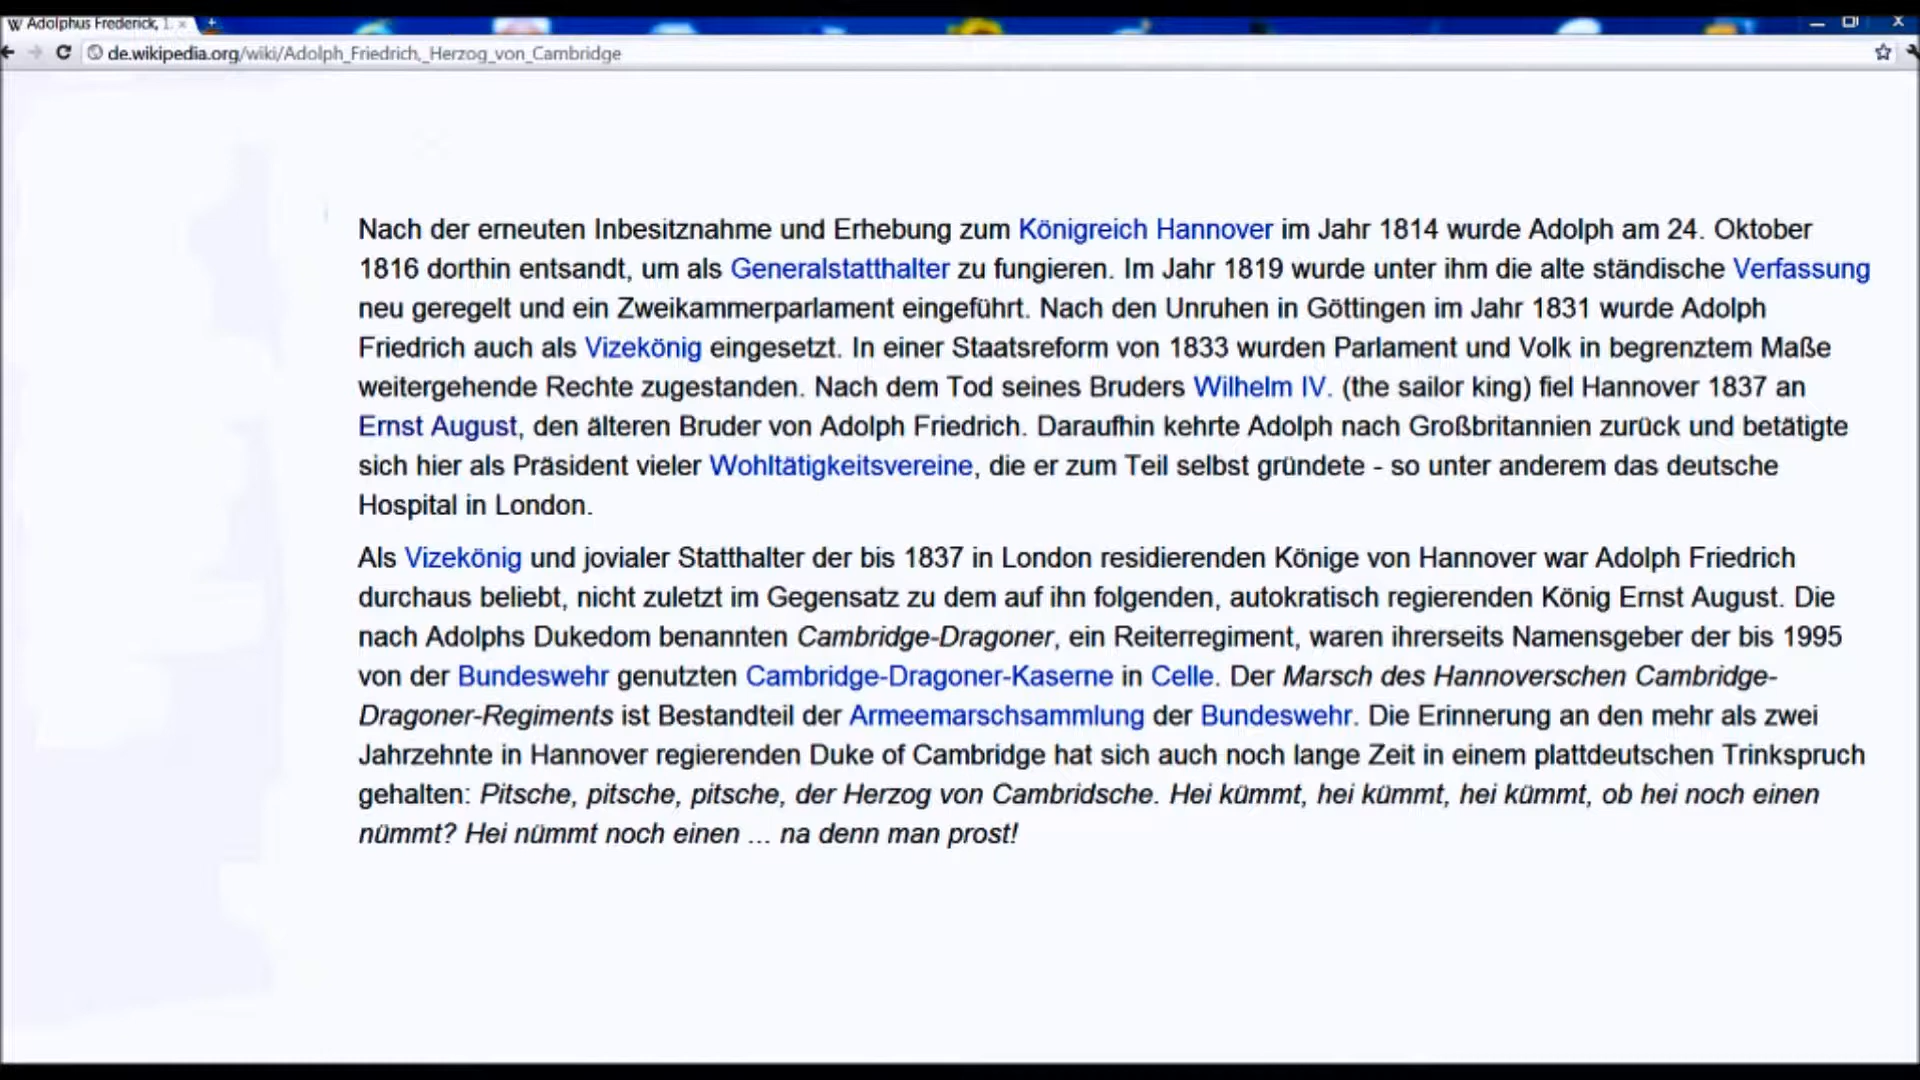 Adolphus Frederick, 1.
de.wikipedia.org/wiki/Adolph_Friedrich,_Herzog_von_Cambridge
Nach der erneuten Inbesitznahme und Erhebung zum Königreich Hannover im Jahr 1814 wurde Adolph am 24. Oktober
1816 dorthin entsandt, um als Generalstatthalter zu fungieren. Im Jahr 1819 wurde unter ihm die alte ständische Verfassung
neu geregelt und ein Zweikammerparlament eingeführt. Nach den Unruhen in Göttingen im Jahr 1831 wurde Adolph
Friedrich auch als Vizekönig eingesetzt. In einer Staatsreform von 1833 wurden Parlament und Volk in begrenztem Maße
weitergehende Rechte zugestanden. Nach dem Tod seines Bruders Wilhelm IV. (the sailor king) fiel Hannover 1837 an
Ernst August, den älteren Bruder von Adolph Friedrich. Daraufhin kehrte Adolph nach Großbritannien zurück und betätigte
sich hier als Präsident vieler Wohltätigkeitsvereine, die er zum Teil selbst gründete - so unter anderem das deutsche
Hospital in London.
Als Vizekönig und jovialer Statthalter der bis 1837 in London residierenden Könige von Hannover war Adolph Friedrich
durchaus beliebt, nicht zuletzt im Gegensatz zu dem auf ihn folgenden, autokratisch regierenden König Ernst August. Die
nach Adolphs Dukedom benannten Cambridge-Dragoner, ein Reiterregiment, waren ihrerseits Namensgeber der bis 1995
von der Bundeswehr genutzten Cambridge-Dragoner-Kaserne in Celle. Der Marsch des Hannoverschen Cambridge-
Dragoner-Regiments ist Bestandteil der Armeemarschsammlung der Bundeswehr. Die Erinnerung an den mehr als zwei
Jahrzehnte in Hannover regierenden Duke of Cambridge hat sich auch noch lange Zeit in einem plattdeutschen Trinkspruch
gehalten: Pitsche, pitsche, pitsche, der Herzog von Cambridsche. Hei kümmt, hei kümmt, hei kümmt, ob hei noch einen
nümmt? Hei nümmt noch einen ... na denn man prost!